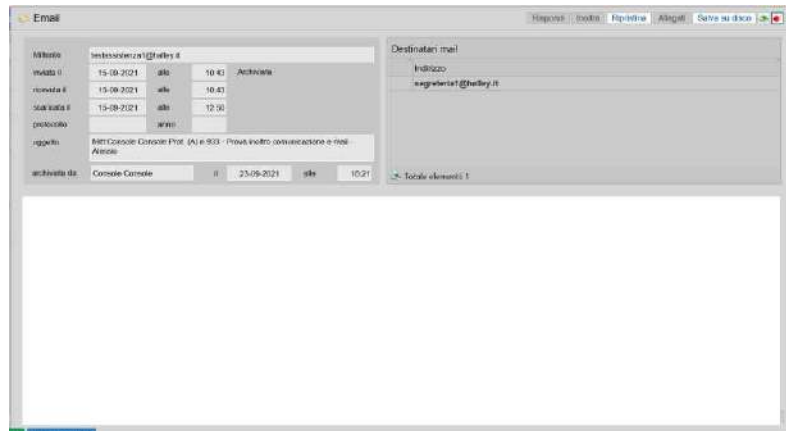 Email
Rispondi Inoltra Ripristina Allegati Salva su disco
Mittente testassistenza1@halley.it
inviata il 15-09-2021 alle 10:43 Archiviata
ricevuta il 15-09-2021 alle 10:43
scaricata il 15-09-2021 alle 12:50
protocollo anno
oggetto Mitt:Console Console Prot. (A) n.933 - Prova inoltro comunicazione e-mail -
archiviata da Console Console il 23-09-2021 alle 10:21
Destinatari mail
Indirizzo
segreteria1@halley.it
Totale elementi: 1